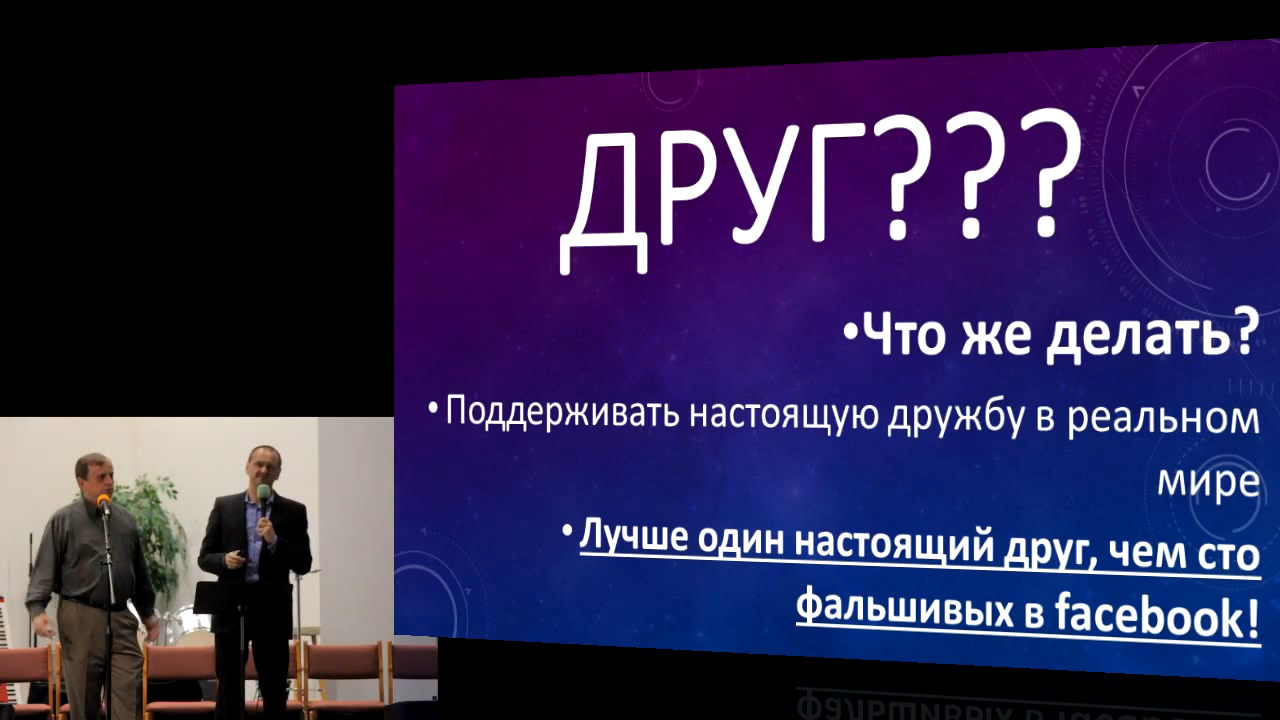 ДРУГ???
•Что же делать?
•Поддерживать настоящую дружбу в реальном
мире
•Лучше один настоящий друг, чем сто
фальшивых в facebook!